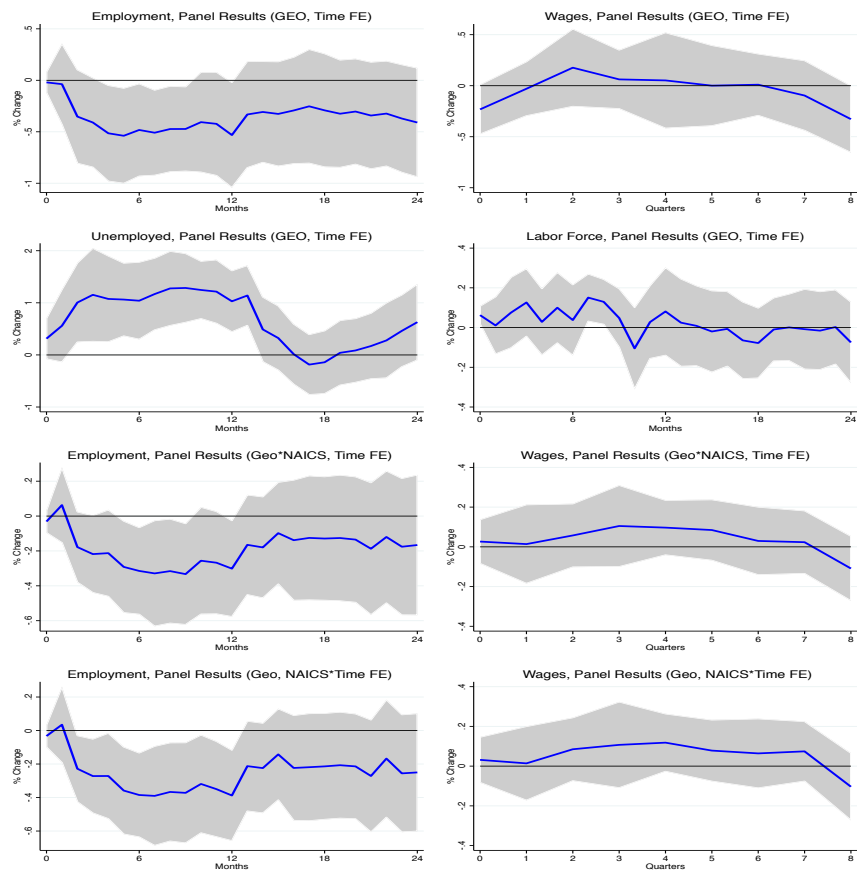 Employment, Panel Results (GEO, Time FE)
% Change
.5
0
-.5
-1
0 6 12 24
Months
Wages, Panel Results (GEO, Time FE)
% Change
.5
0
-.5
-1
0 1 2 3 4 5 6 7 8
Quarters
Unemployed, Panel Results (GEO, Time FE)
% Change
2
1
0
-1
0 6 12 24
Months
Labor Force, Panel Results (GEO, Time FE)
% Change
.4
.2
0
-.2
-.4
0 6 12 18 24
Months
Employment, Panel Results (Geo*NAICS, Time FE)
% Change
.2
0
-.2
-.4
-.6
0 6 12 24
Months
Wages, Panel Results (Geo*NAICS, Time FE)
% Change
.4
.2
0
-.2
-.4
0 1 2 3 4 5 6 7 8
Quarters
Employment, Panel Results (Geo, NAICS*Time FE)
% Change
.2
0
-.2
-.4
-.6
0 6 12 24
Months
Wages, Panel Results (Geo, NAICS*Time FE)
% Change
.4
.2
0
-.2
-.4
0 1 2 3 4 5 6 7 8
Quarters